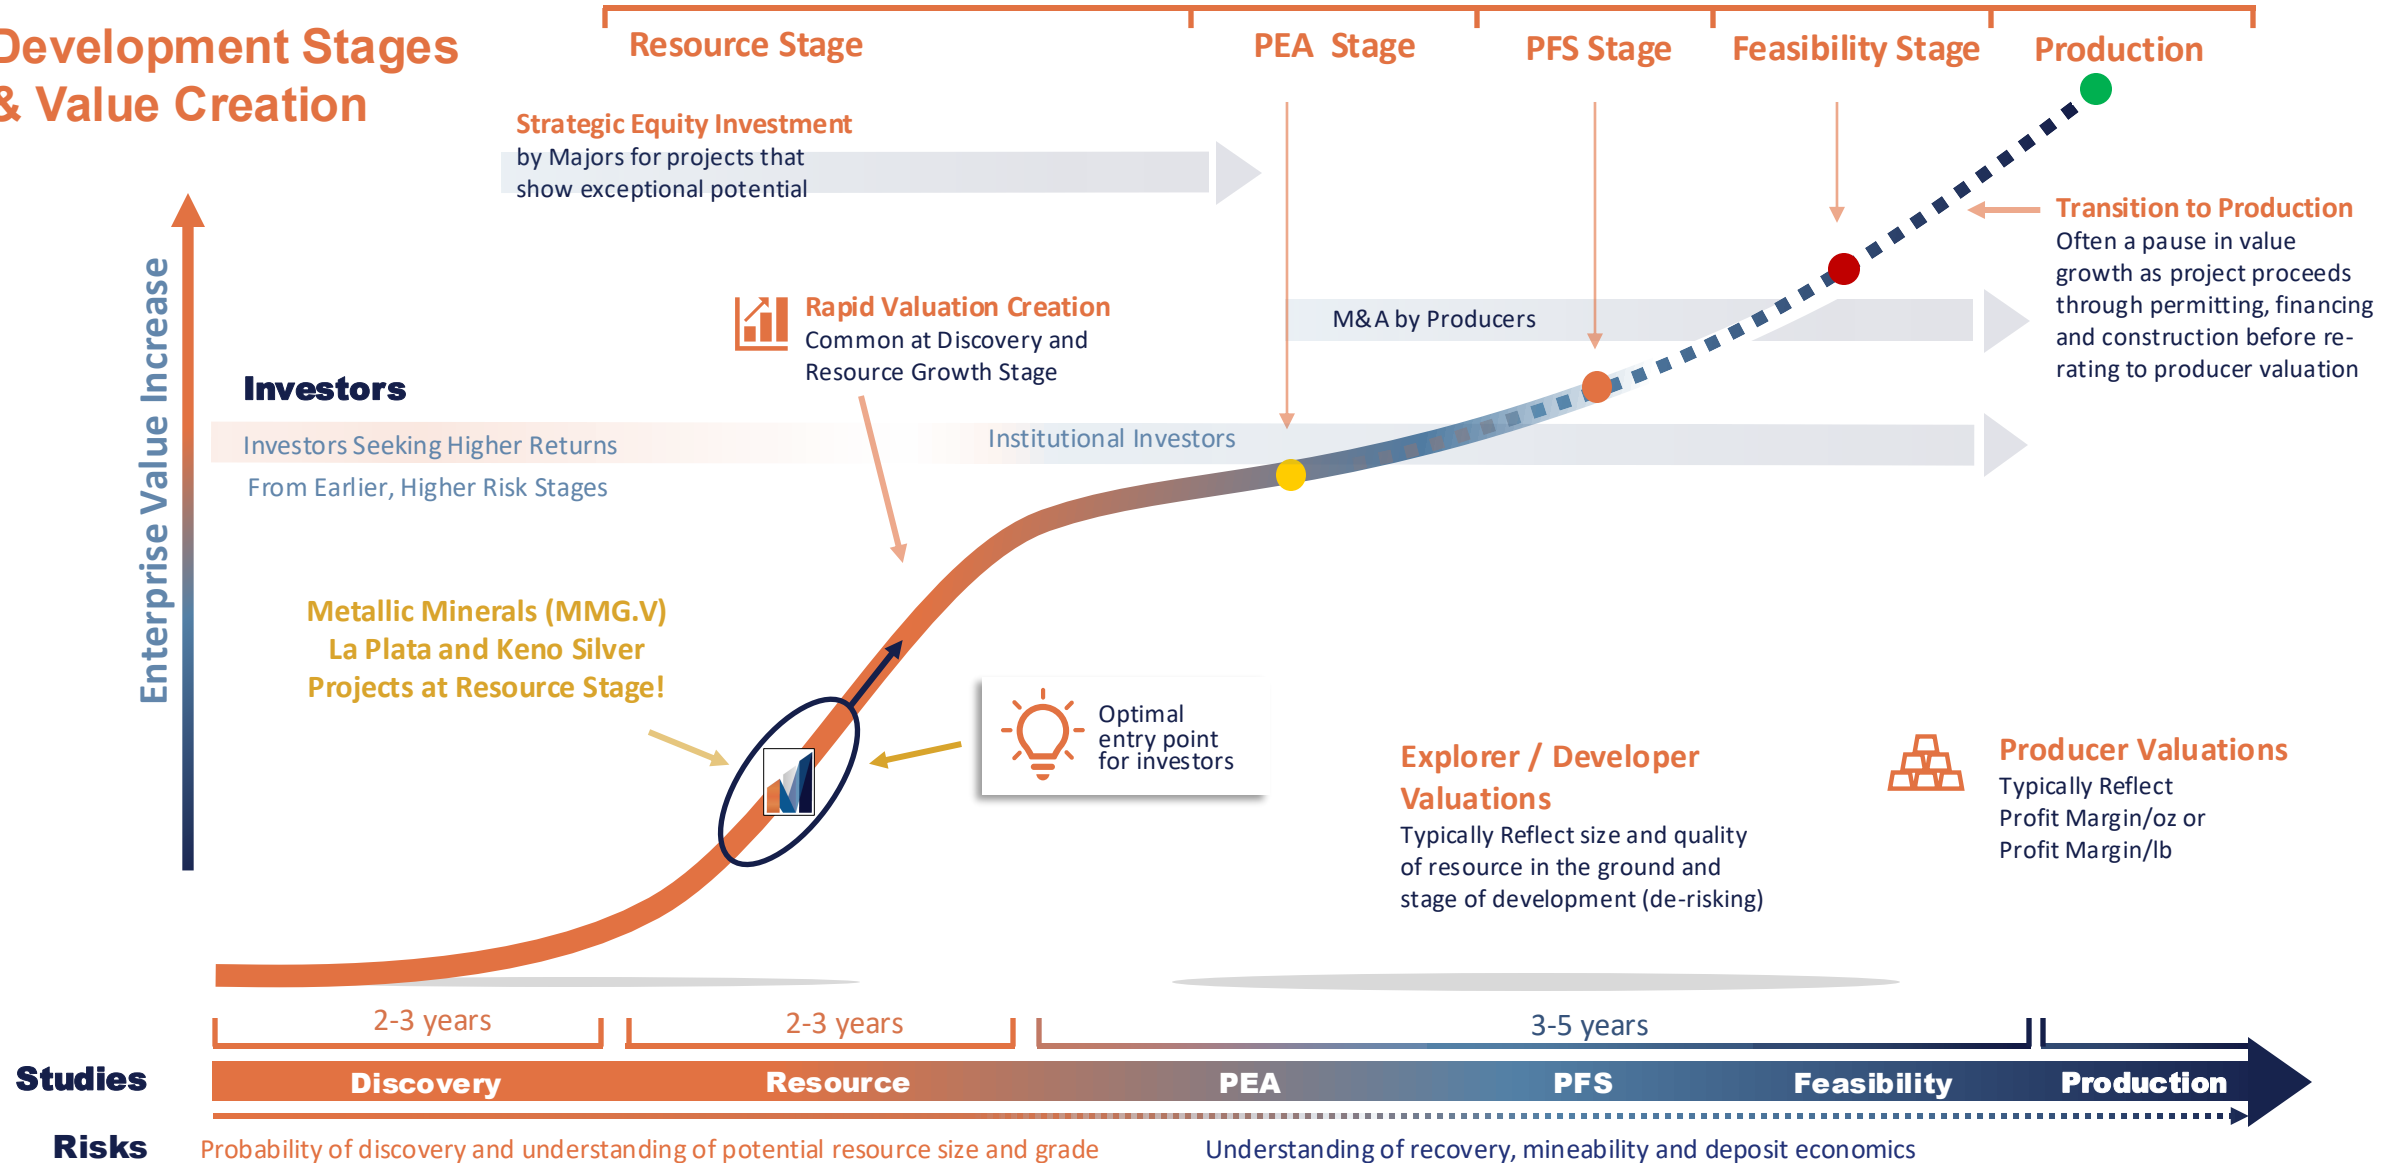 Development Stages
& Value Creation
Resource Stage
PEA Stage
PFS Stage
Feasibility Stage
Production
Strategic Equity Investment
by Majors for projects that
show exceptional potential
Transition to Production
Often a pause in value
growth as project proceeds
through permitting, financing
and construction before re-
rating to producer valuation
Enterprise Value Increase
Rapid Valuation Creation
Common at Discovery and
Resource Growth Stage
M&A by Producers
Investors
Investors Seeking Higher Returns
From Earlier, Higher Risk Stages
Institutional Investors
Metallic Minerals (MMG.V)
La Plata and Keno Silver
Projects at Resource Stage!
Optimal
entry point
for investors
Explorer / Developer
Valuations
Typically Reflect size and quality
of resource in the ground and
stage of development (de-risking)
Producer Valuations
Typically Reflect
Profit Margin/oz or
Profit Margin/lb
2-3 years
2-3 years
3-5 years
Studies
Discovery
Resource
PEA
PFS
Feasibility
Production
Risks
Probability of discovery and understanding of potential resource size and grade
Understanding of recovery, mineability and deposit economics